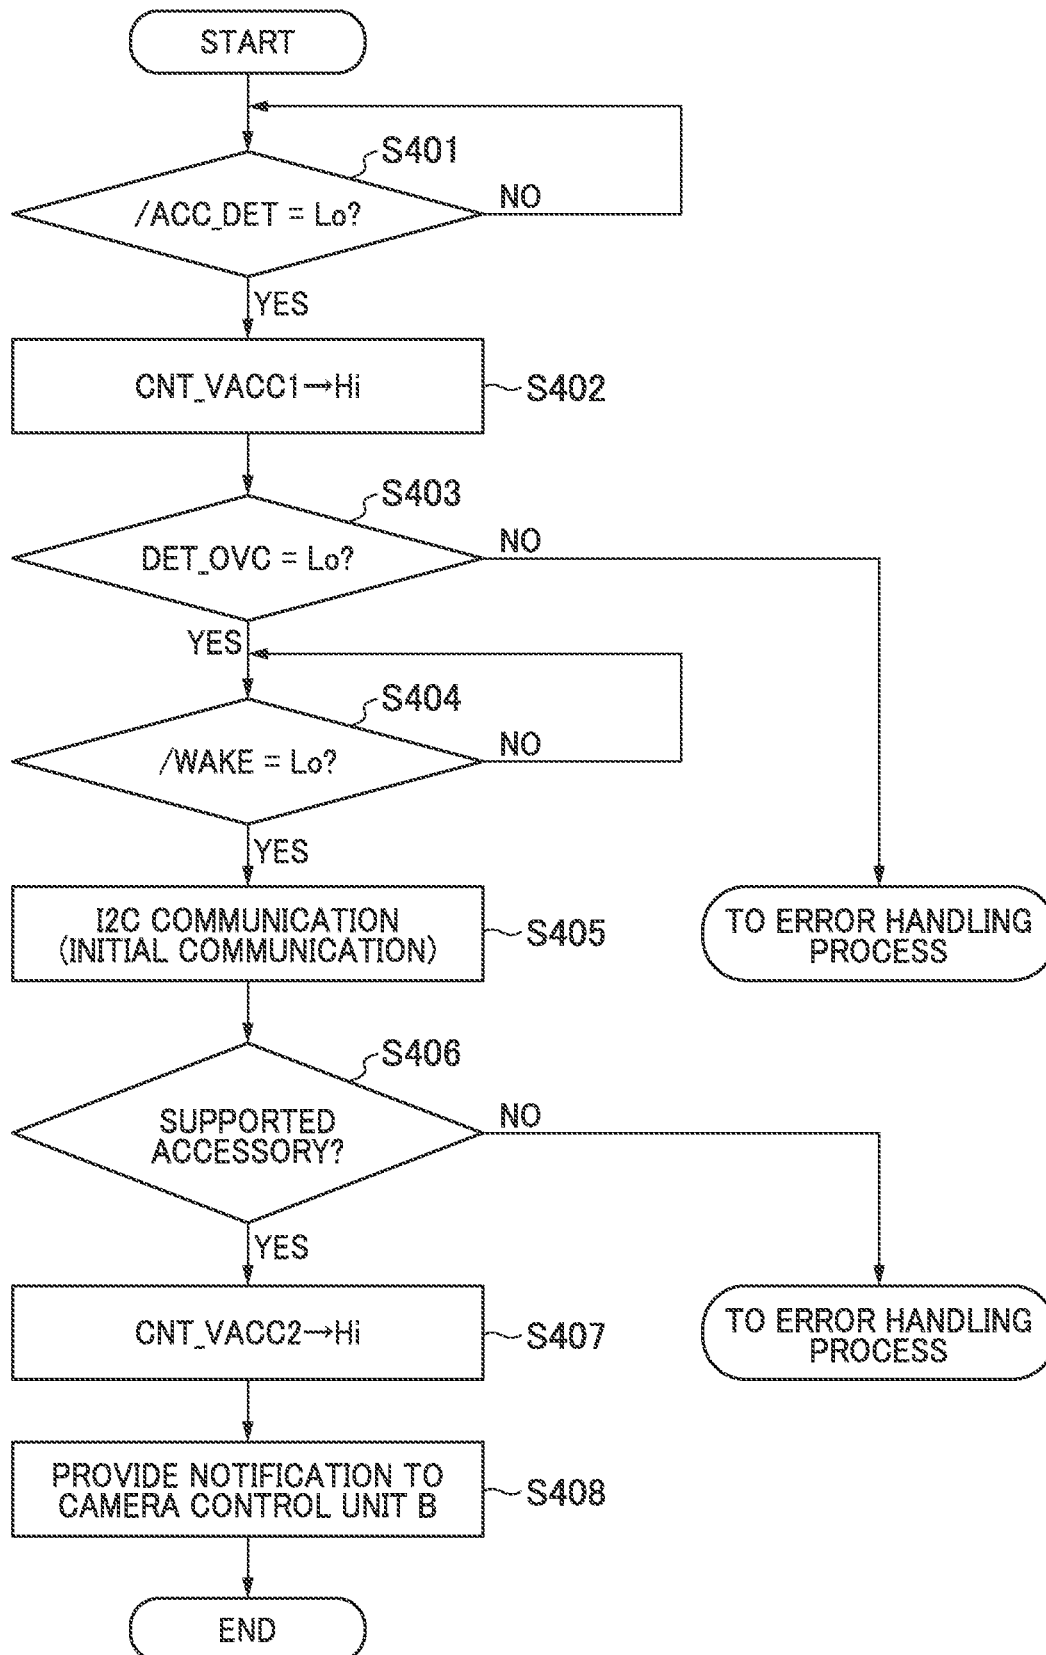 START
S401
/ACC_DET = Lo?
NO
YES
CNT_VACC1→Hi
S402
S403
DET_OVC = Lo?
NO
YES
S404
/WAKE = Lo?
NO
YES
I2C COMMUNICATION
(INITIAL COMMUNICATION)
S405
TO ERROR HANDLING
PROCESS
S406
SUPPORTED
ACCESSORY?
NO
YES
CNT_VACC2→Hi
S407
TO ERROR HANDLING
PROCESS
PROVIDE NOTIFICATION TO
CAMERA CONTROL UNIT B
S408
END